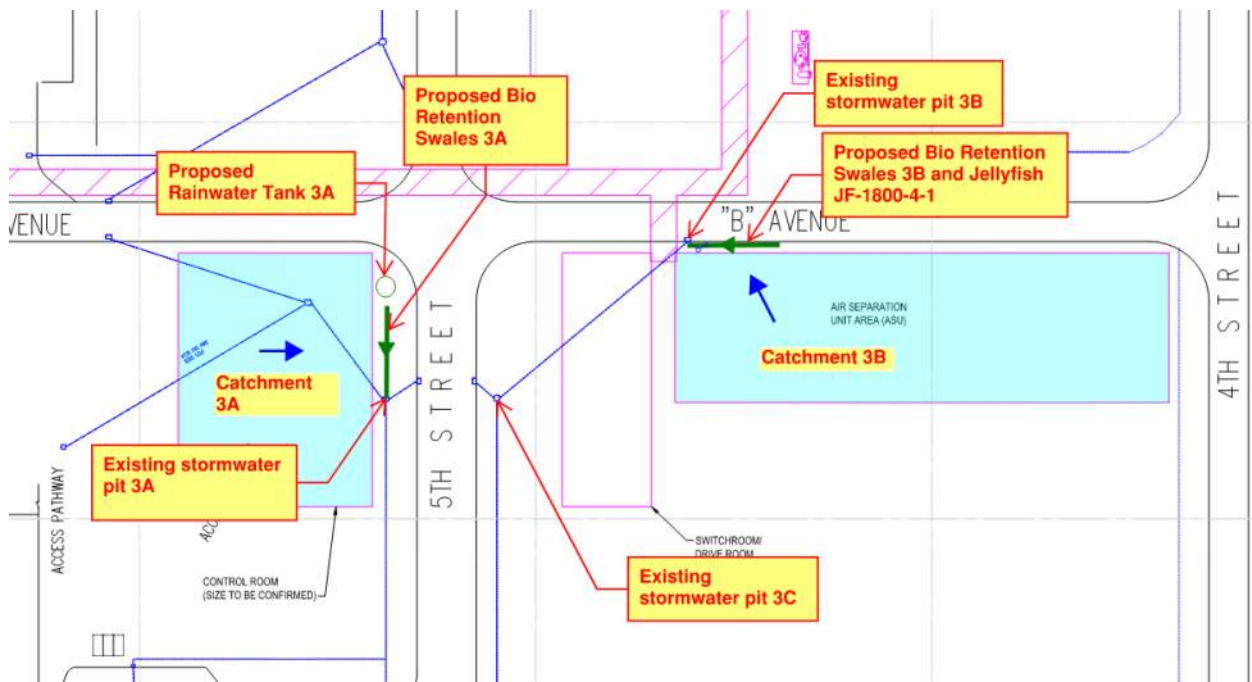 Existing
stormwater pit 3B
Proposed Bio
Retention
Swales 3A
Proposed
Rainwater Tank 3A
Proposed Bio Retention
Swales 3B and Jellyfish
JF-1800-4-1
VENUE
"B" AVENUE
4TH STREET
AIR SEPARATION
UNIT AREA (ASU)
Catchment 3B
Catchment
3A
5TH STREET
Existing stormwater
pit 3A
ACCESS PATHWAY
ACC
SWITCHROOM/
DRIVE ROOM
CONTROL ROOM
(SIZE TO BE CONFIRMED)
Existing
stormwater pit 3C